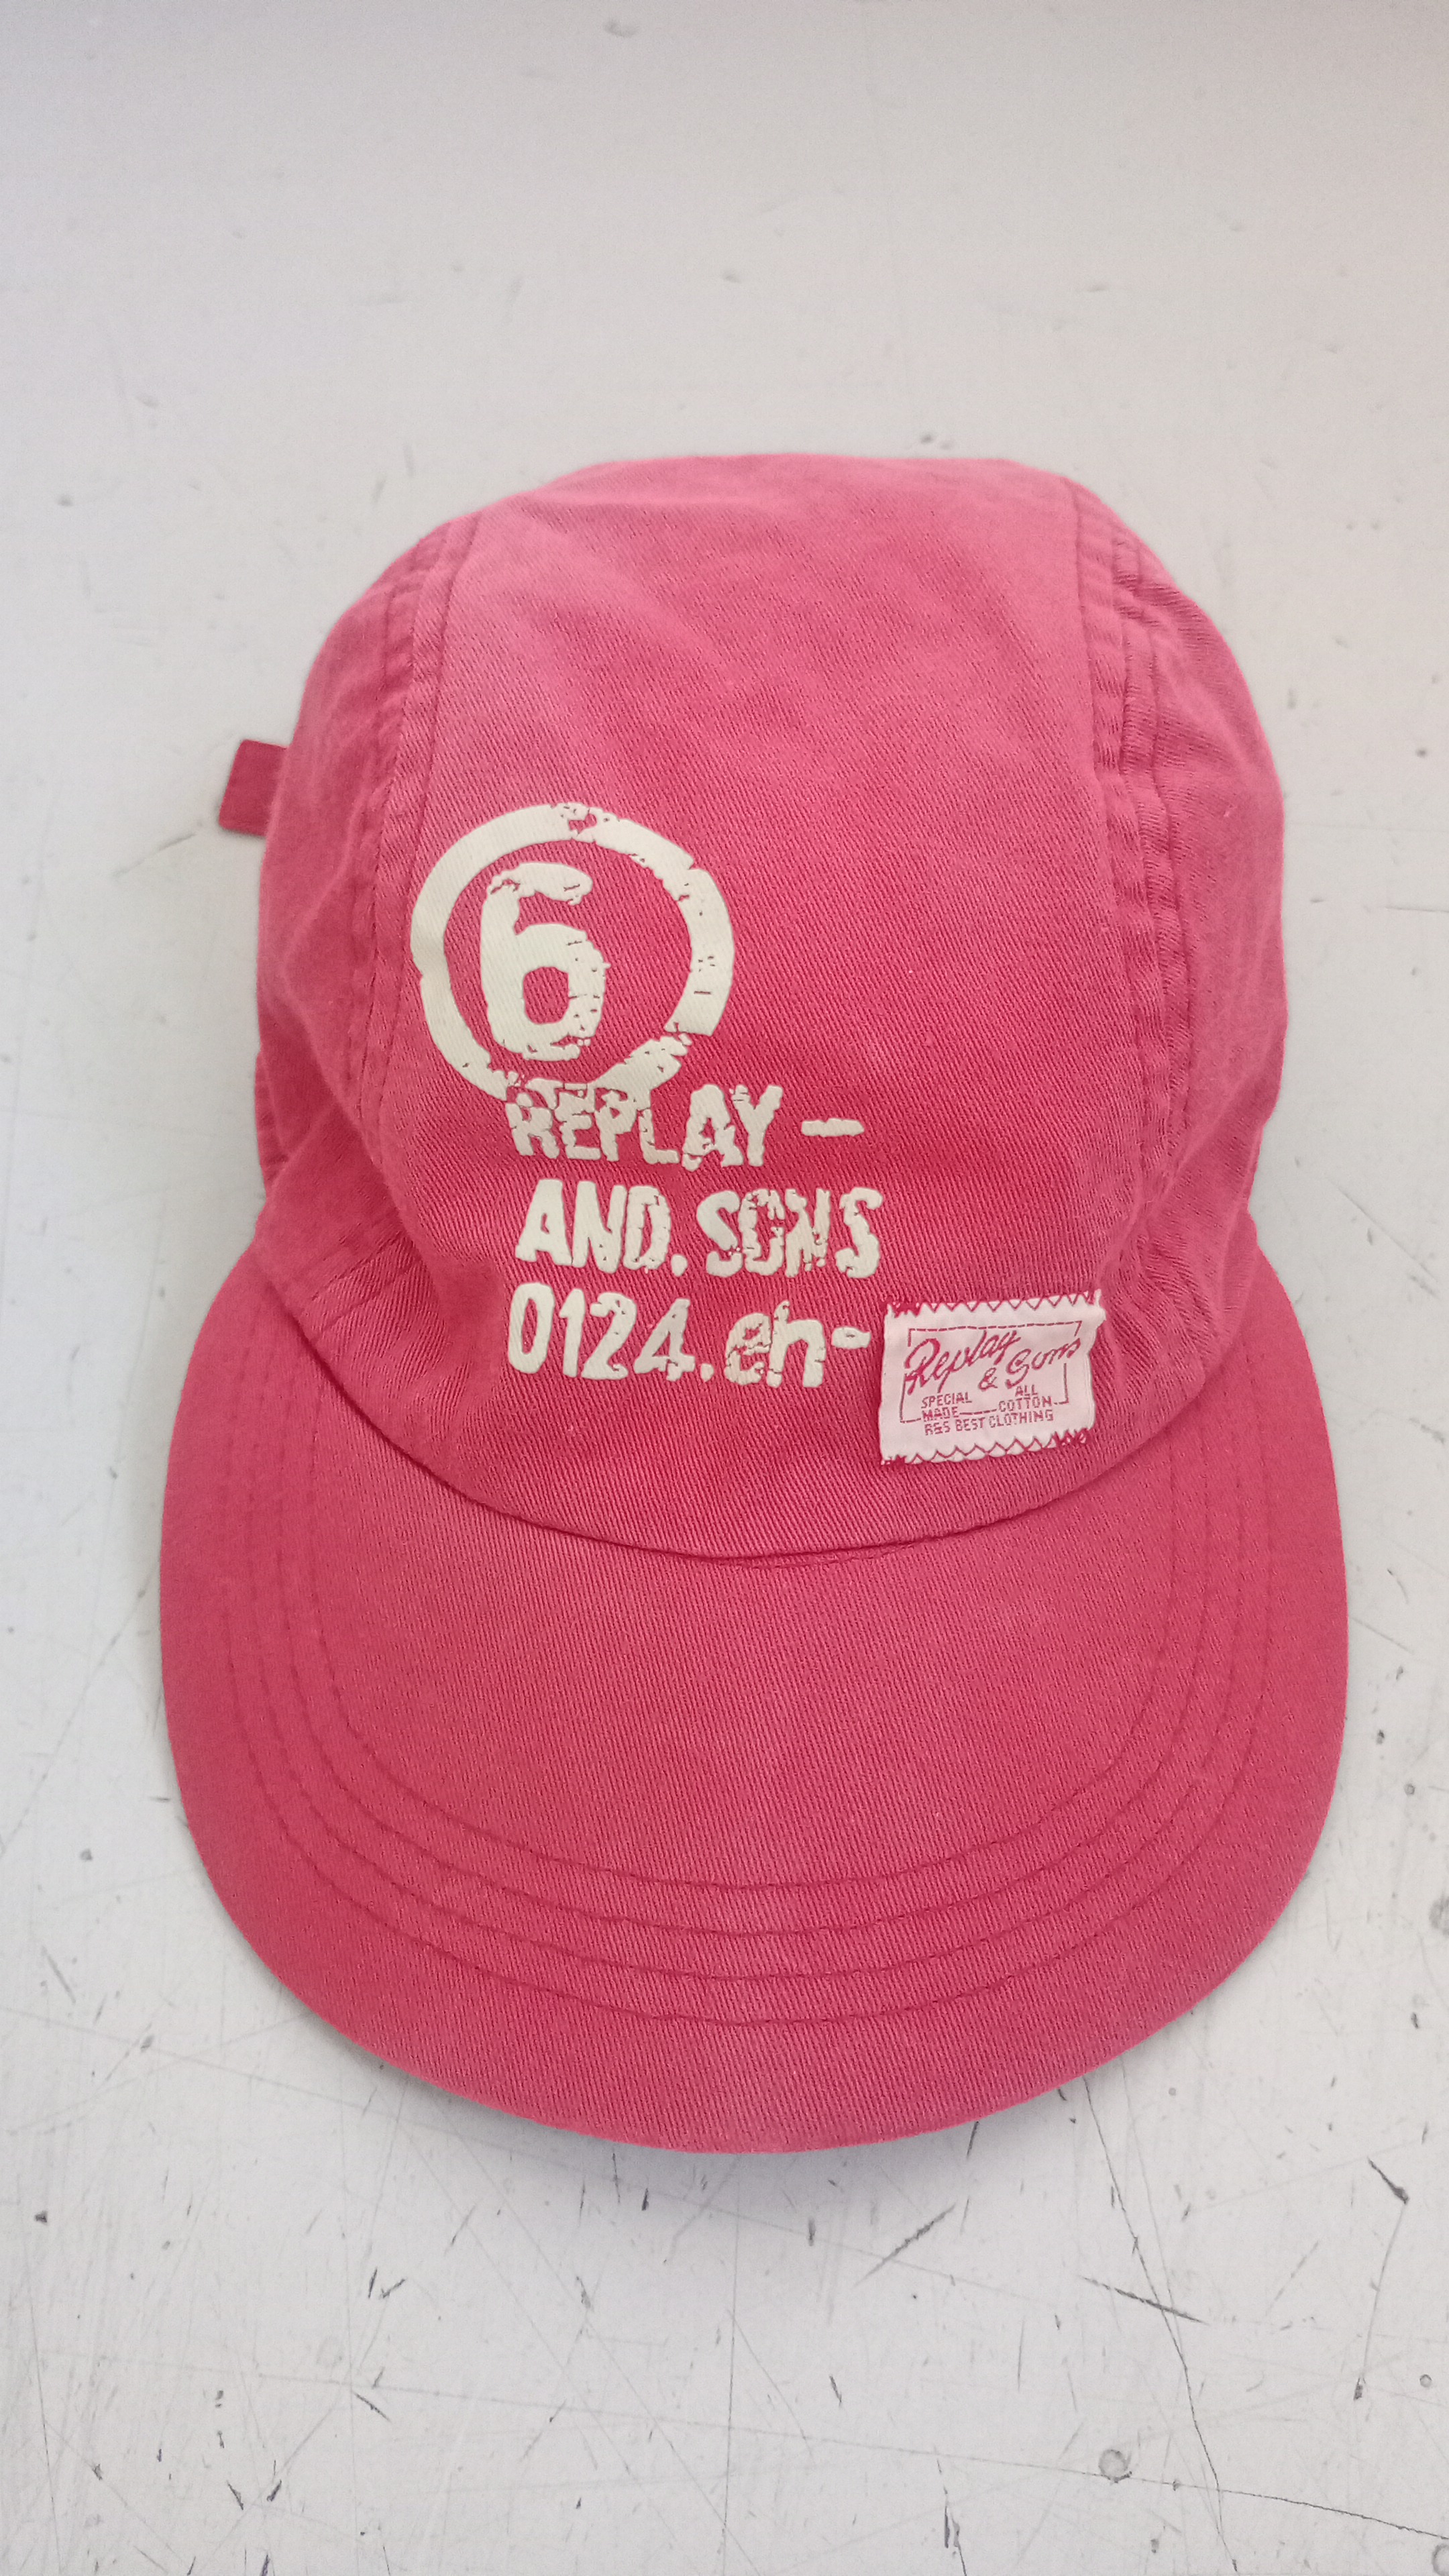 6
REPLAY –
AND. SONS
0124.eh-
Replay
& Sons
SPECIAL ALL
MADE COTTON
R&S BEST CLOTHING